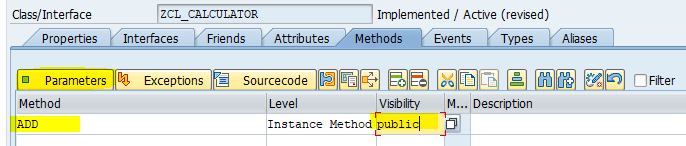 Class/Interface ZCL_CALCULATOR Implemented / Active (revised)
Properties Interfaces Friends Attributes Methods Events Types Aliases
Parameters Exceptions Sourcecode Filter
Method Level Visibility M... Description
ADD Instance Method public